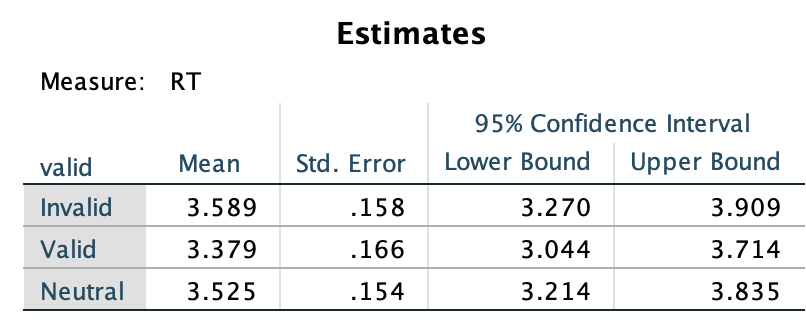 Estimates
Measure: RT
95% Confidence Interval
valid Mean Std. Error Lower Bound Upper Bound
Invalid 3.589 .158 3.270 3.909
Valid 3.379 .166 3.044 3.714
Neutral 3.525 .154 3.214 3.835